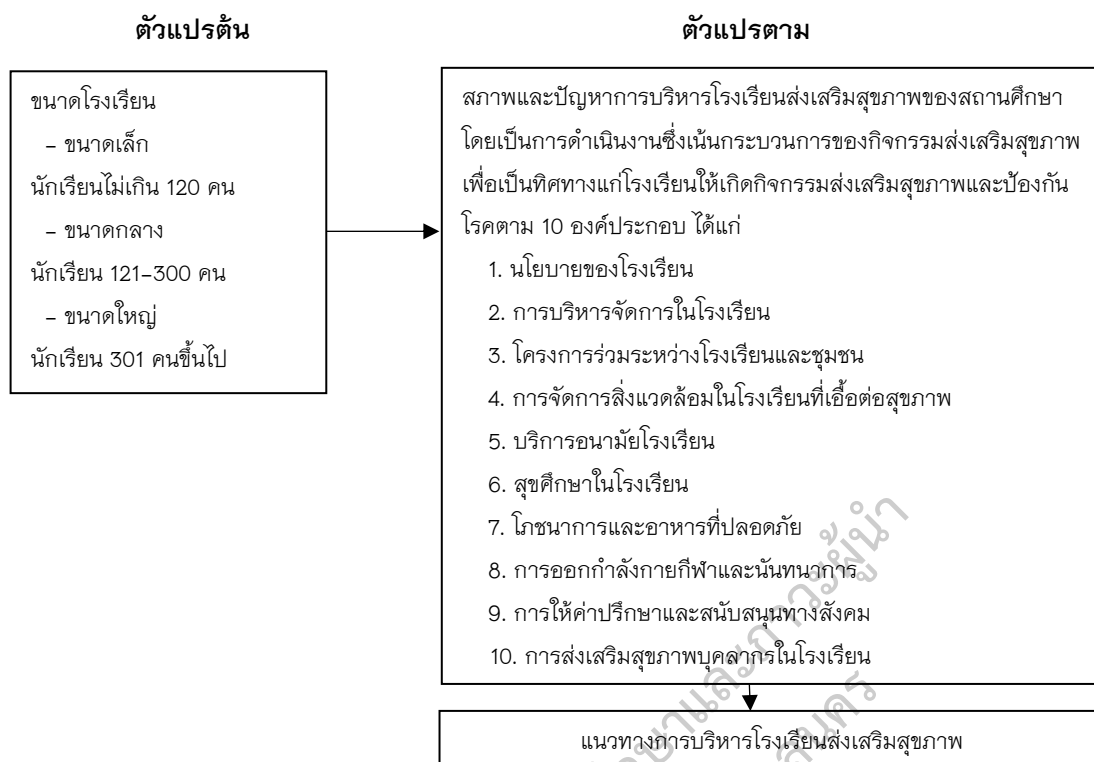 ตัวแปรต้น
ตัวแปรตาม
ขนาดโรงเรียน
– ขนาดเล็ก
นักเรียนไม่เกิน 120 คน
– ขนาดกลาง
นักเรียน 121–300 คน
– ขนาดใหญ่
นักเรียน 301 คนขึ้นไป
สภาพและปัญหาการบริหารโรงเรียนส่งเสริมสุขภาพของสถานศึกษา
โดยเป็นการดำเนินงานซึ่งเน้นกระบวนการของกิจกรรมส่งเสริมสุขภาพ
เพื่อเป็นทิศทางแก่โรงเรียนให้เกิดกิจกรรมส่งเสริมสุขภาพและป้องกัน
โรคตาม 10 องค์ประกอบ ได้แก่
1. นโยบายของโรงเรียน
2. การบริหารจัดการในโรงเรียน
3. โครงการร่วมระหว่างโรงเรียนและชุมชน
4. การจัดการสิ่งแวดล้อมในโรงเรียนที่เอื้อต่อสุขภาพ
5. บริการอนามัยโรงเรียน
6. สุขศึกษาในโรงเรียน
7. โภชนาการและอาหารที่ปลอดภัย
8. การออกกำลังกายกีฬาและนันทนาการ
9. การให้คำปรึกษาและสนับสนุนทางสังคม
10. การส่งเสริมสุขภาพบุคลากรในโรงเรียน
แนวทางการบริหารโรงเรียนส่งเสริมสุขภาพ